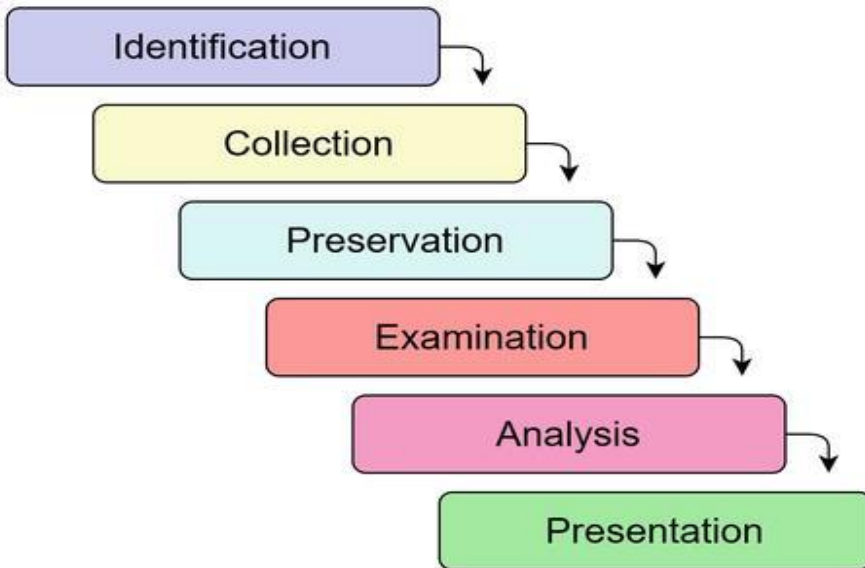 Identification
Collection
Preservation
Examination
Analysis
Presentation